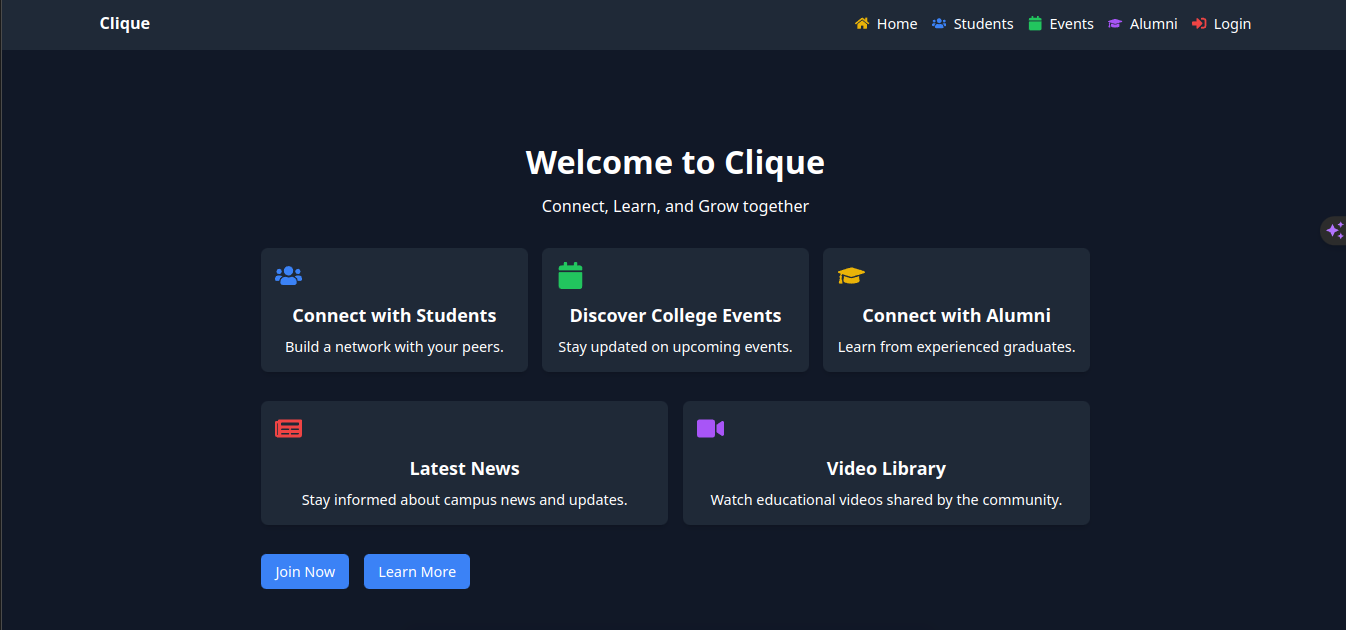 Clique
Home Students Events Alumni Login
Welcome to Clique
Connect, Learn, and Grow together
Connect with Students
Build a network with your peers.
Discover College Events
Stay updated on upcoming events.
Connect with Alumni
Learn from experienced graduates.
Latest News
Stay informed about campus news and updates.
Video Library
Watch educational videos shared by the community.
Join Now
Learn More